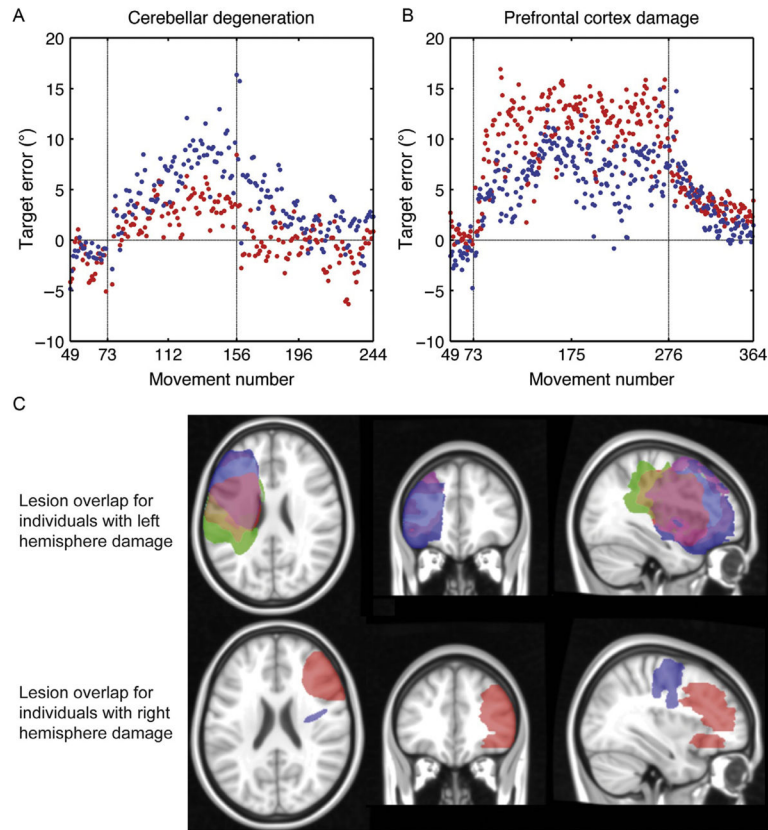 A
Cerebellar degeneration
20
15
10
5
0
−5
−10
Target error (°)
49 73 112 156 196 244
Movement number
B
Prefrontal cortex damage
20
15
10
5
0
−5
−10
Target error (°)
49 73 175 276 364
Movement number
C
Lesion overlap for
individuals with left
hemisphere damage
Lesion overlap for
individuals with right
hemisphere damage